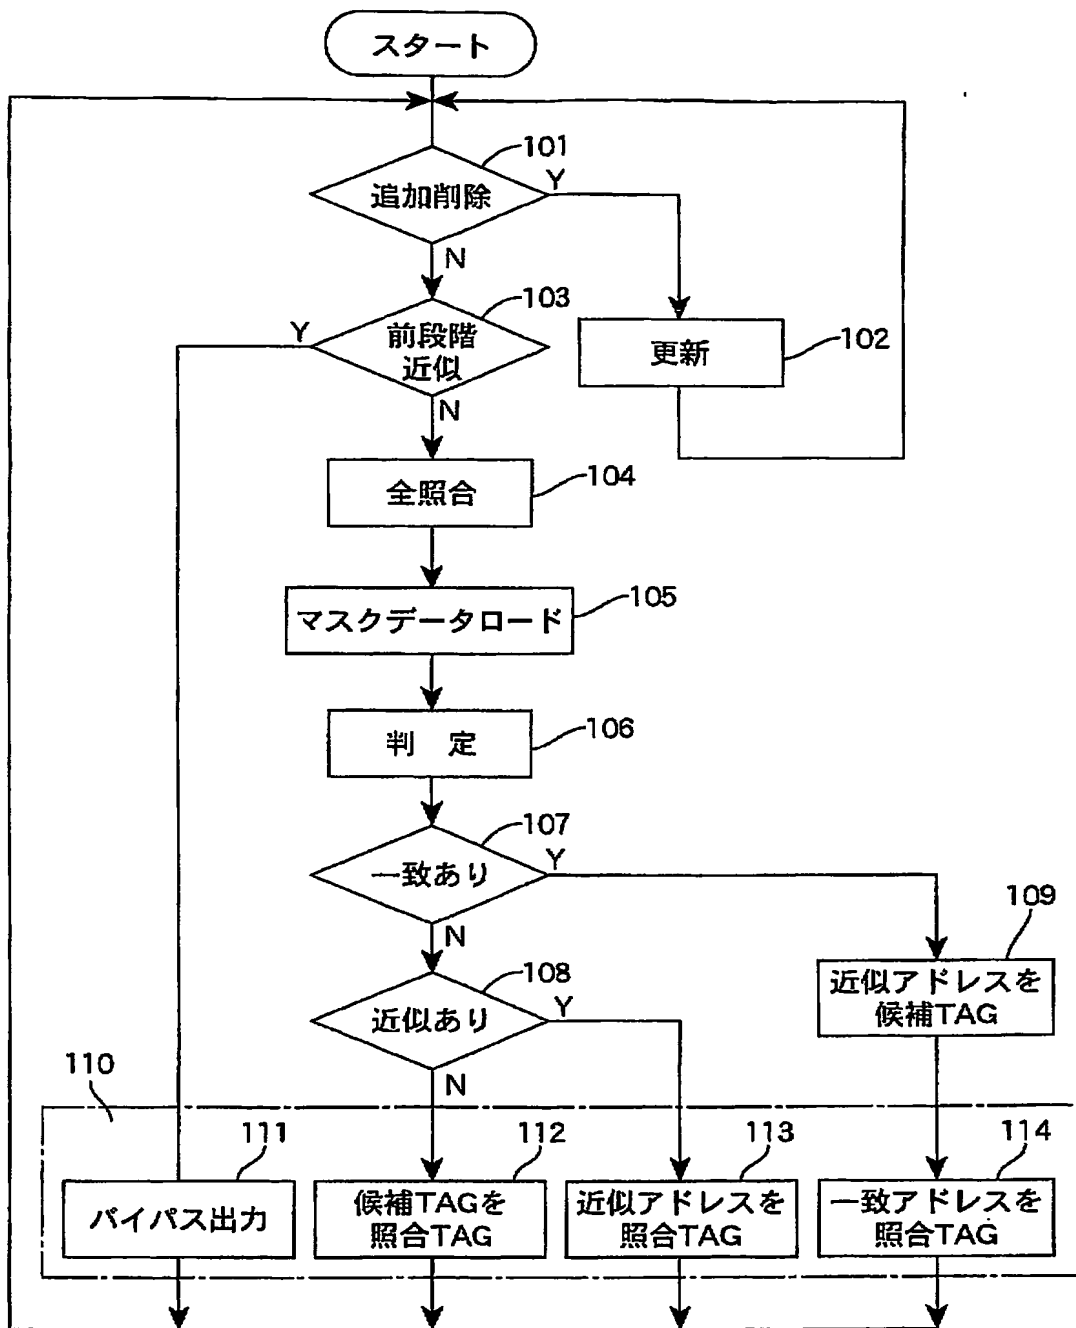 スタート
101
追加削除
Y
N
103
前段階
近似
Y
N
更新
102
全照合
104
マスクデータロード
105
判 定
106
107
一致あり
Y
N
108
近似あり
Y
N
109
近似アドレスを
候補TAG
110
111
バイパス出力
112
候補TAGを
照合TAG
113
近似アドレスを
照合TAG
114
一致アドレスを
照合TAG